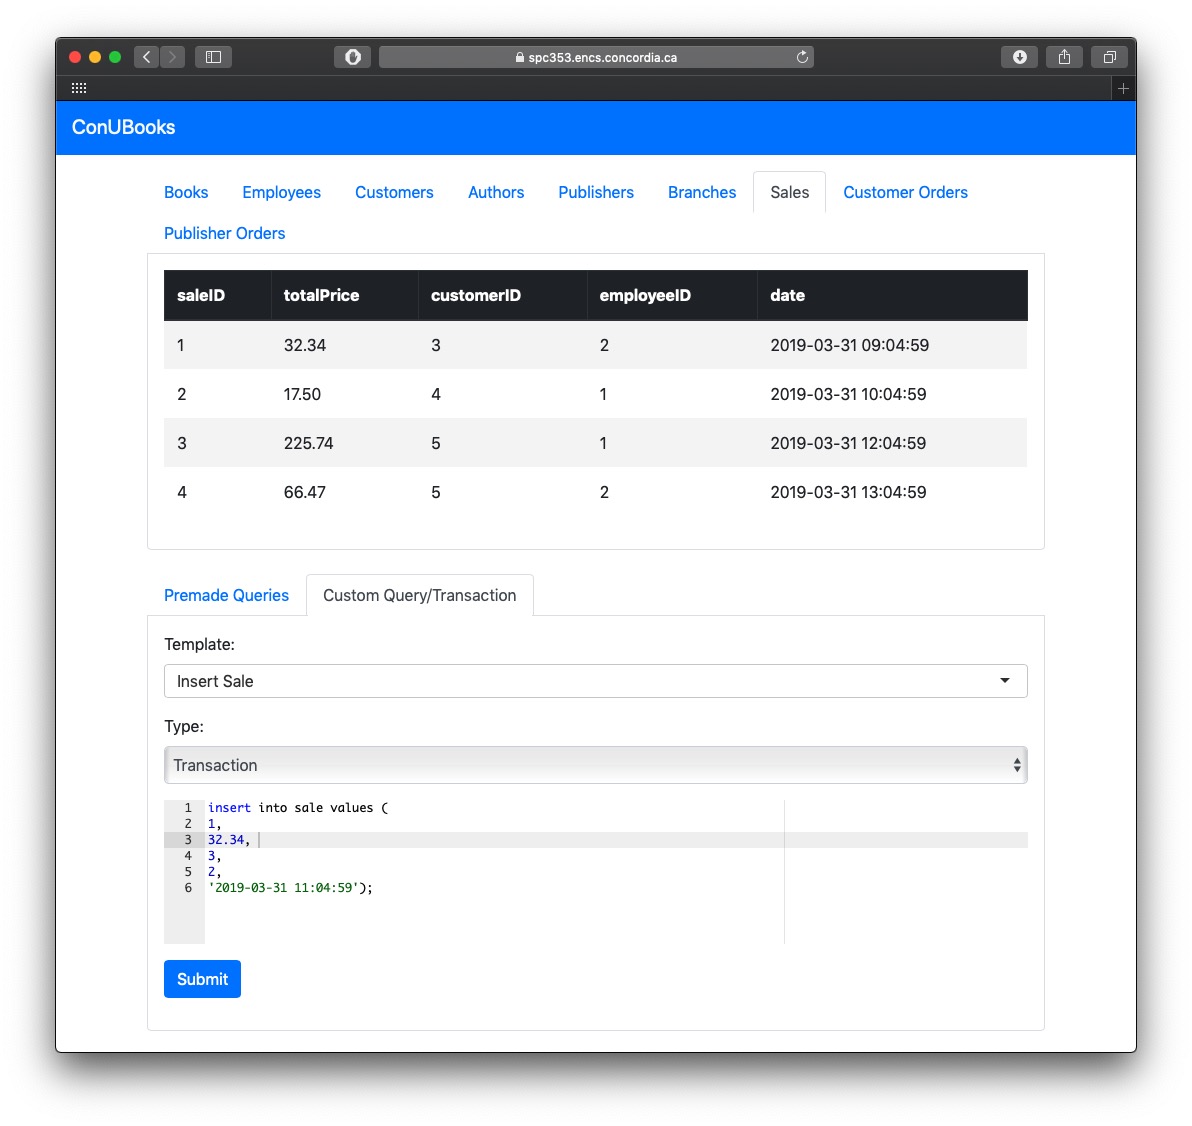 spc353.encs.concordia.ca
ConUBooks
Books Employees Customers Authors Publishers Branches Sales Customer Orders
Publisher Orders
saleID totalPrice customerID employeeID date
1 32.34 3 2 2019-03-31 09:04:59
2 17.50 4 1 2019-03-31 10:04:59
3 225.74 5 1 2019-03-31 12:04:59
4 66.47 5 2 2019-03-31 13:04:59
Premade Queries Custom Query/Transaction
Template:
Insert Sale
Type:
Transaction
1 insert into sale values (
2 1,
3 32.34,
4 3,
5 2,
6 '2019-03-31 11:04:59');
Submit